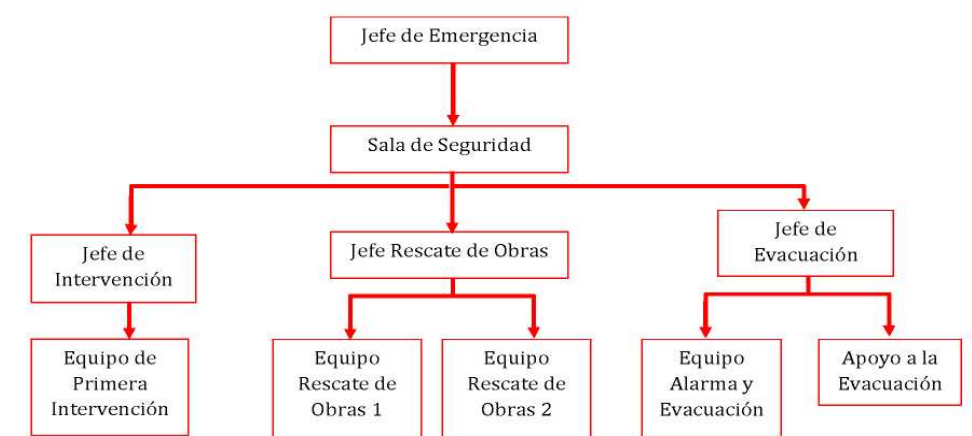 Jefe de Emergencia
Sala de Seguridad
Jefe de
Intervención
Jefe Rescate de Obras
Jefe de
Evacuación
Equipo de
Primera
Intervención
Equipo
Rescate de
Obras 1
Equipo
Rescate de
Obras 2
Equipo
Alarma y
Evacuación
Apoyo a la
Evacuación